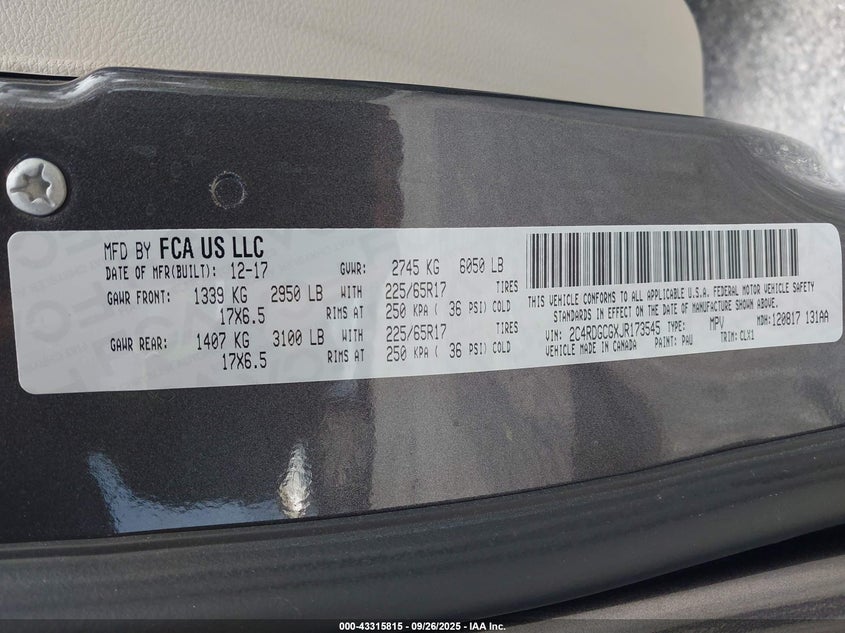 MFD BY FCA US LLC
DATE OF MFR(BUILT): 12-17 GVWR: 2745 KG 6050 LB
GAWR FRONT: 1339 KG 2950 LB WITH 225/65R17 TIRES
17X6.5 RIMS AT 250 KPA ( 36 PSI) COLD
GAWR REAR: 1407 KG 3100 LB WITH 225/65R17 TIRES
17X6.5 RIMS AT 250 KPA ( 36 PSI) COLD
THIS VEHICLE CONFORMS TO ALL APPLICABLE U.S.A. FEDERAL MOTOR VEHICLE SAFETY
STANDARDS IN EFFECT ON THE DATE OF MANUFACTURE SHOWN ABOVE.
VIN: 2C4RDGCGXJR173545 TYPE: MPV MDH: 120817 131AA
VEHICLE MADE IN CANADA PAINT: PAU TRIM: CLX1
000-43315815 / 09/26/2025 / IAA Inc.